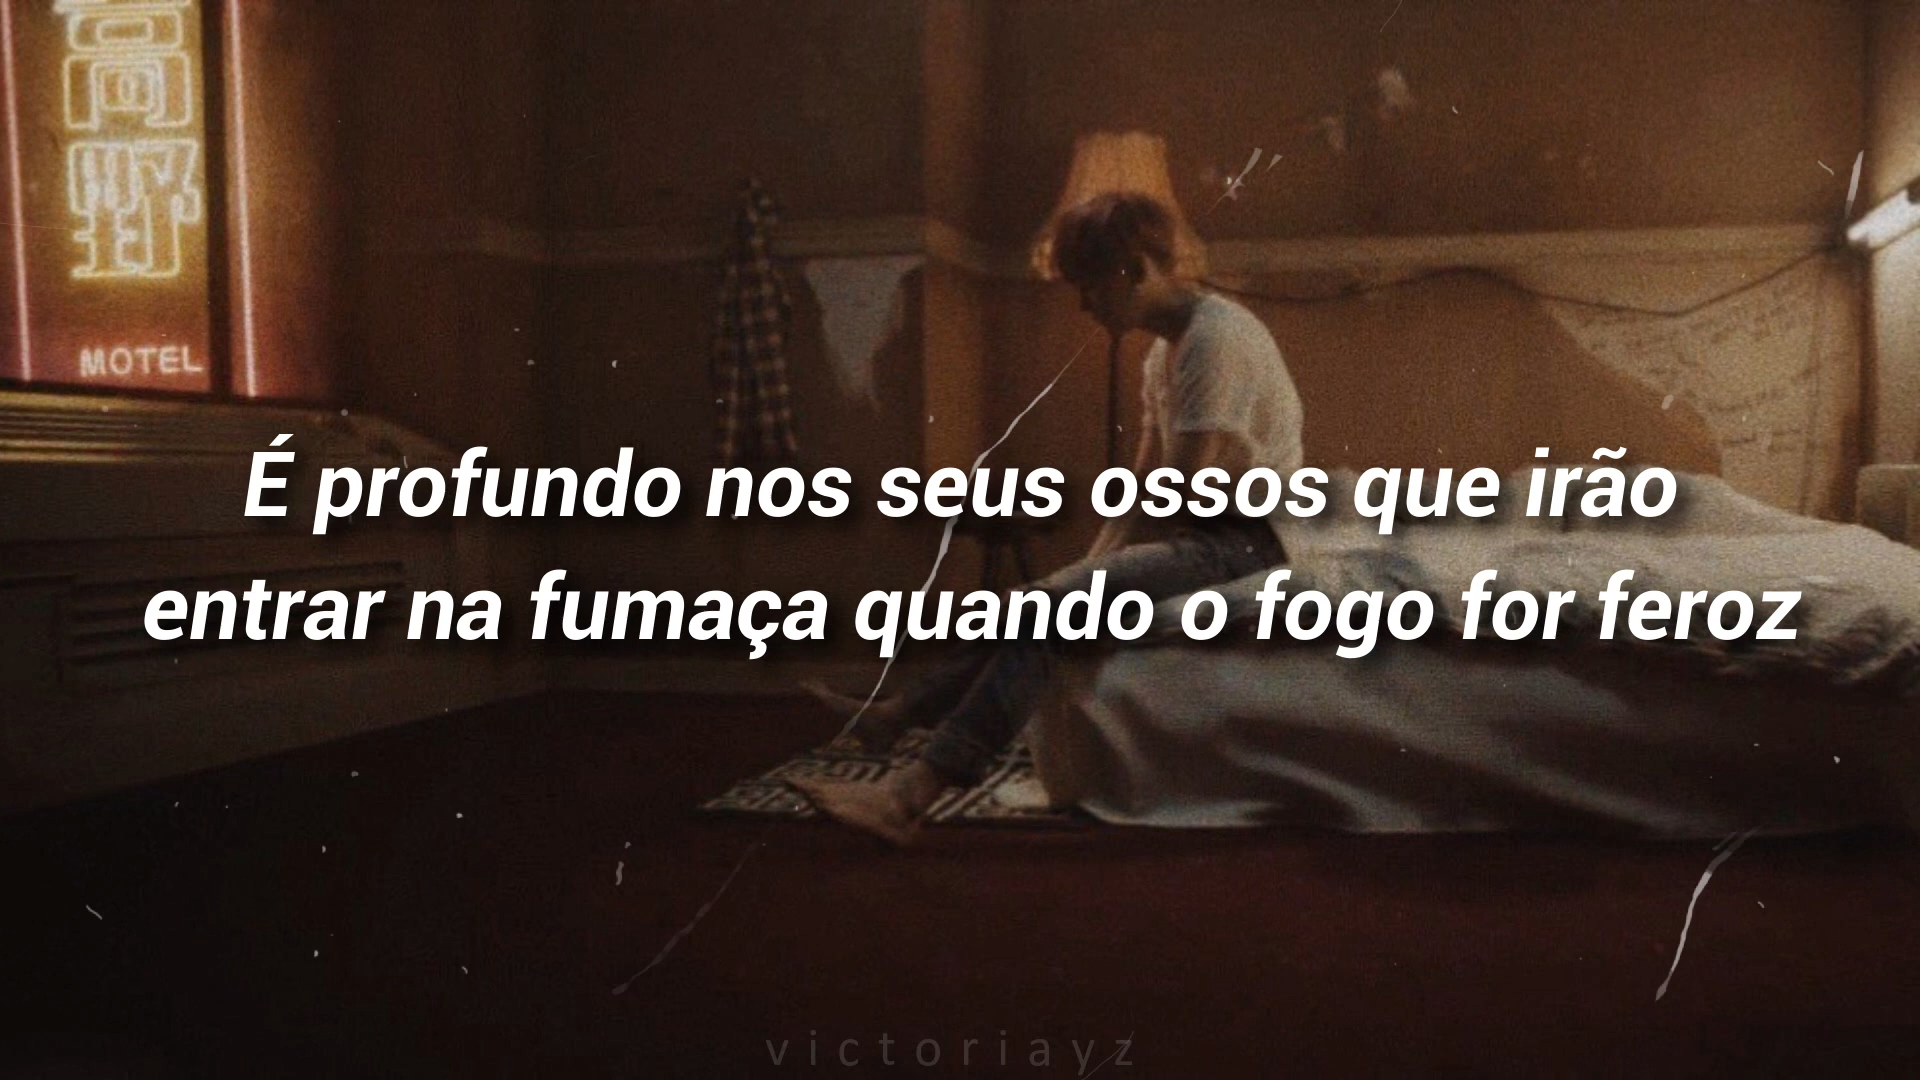 高野
MOTEL
É profundo nos seus ossos que irão
entrar na fumaça quando o fogo for feroz
victoriayz